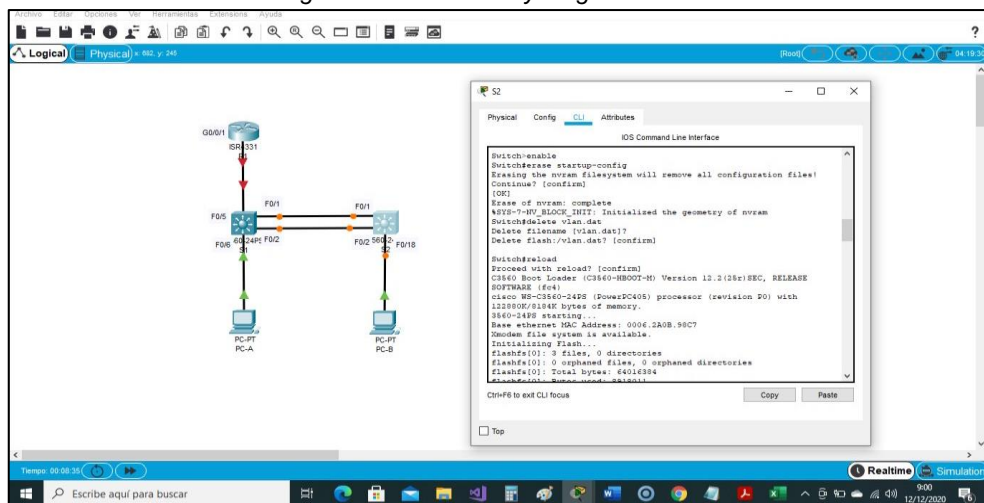 Archivo Editar Opciones Ver Herramientas Extensions Ayuda
?
Logical Physical x: 682, y: 245 [Root] 04:19:30
S2
Physical Config CLI Attributes
IOS Command Line Interface
Switch>enable
Switch#erase startup-config
Erasing the nvram filesystem will remove all configuration files!
Continue? [confirm]
[OK]
Erase of nvram: complete
%SYS-7-NV_BLOCK_INIT: Initialized the geometry of nvram
Switch#delete vlan.dat
Delete filename [vlan.dat]?
Delete flash:/vlan.dat? [confirm]
Switch#reload
Proceed with reload? [confirm]
C3560 Boot Loader (C3560-HBOOT-M) Version 12.2(25r)SEC, RELEASE
SOFTWARE (fc4)
cisco WS-C3560-24PS (PowerPC405) processor (revision P0) with
122880K/8184K bytes of memory.
3560-24PS starting...
Base ethernet MAC Address: 0006.2A0B.98C7
Xmodem file system is available.
Initializing Flash...
flashfs[0]: 3 files, 0 directories
flashfs[0]: 0 orphaned files, 0 orphaned directories
flashfs[0]: Total bytes: 64016384
Ctrl+F6 to exit CLI focus Copy Paste
Top
G0/0/1
F0/1 F0/1
F0/5
F0/6 F0/2 F0/2 F0/18
S1 S2
PC-PT PC-PT
PC-A PC-B
Tiempo: 00:08:35 Realtime Simulation
Escribe aquí para buscar
9:00
12/12/2020